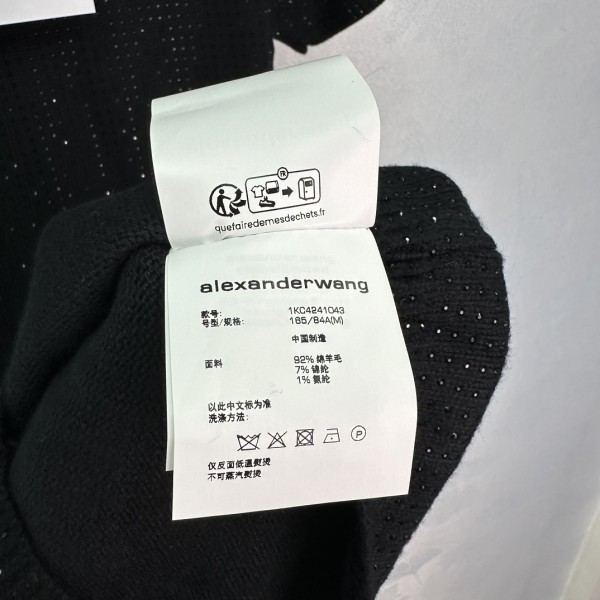 FR
quefairedemesdechets.fr
alexanderwang
款号: 1KC4241043
号型/规格: 165/84A(M)
中国制造
面料 92% 绵羊毛
7% 锦纶
1% 氨纶
以此中文标为准
洗涤方法:
P
仅反面低温熨烫
不可蒸汽熨烫